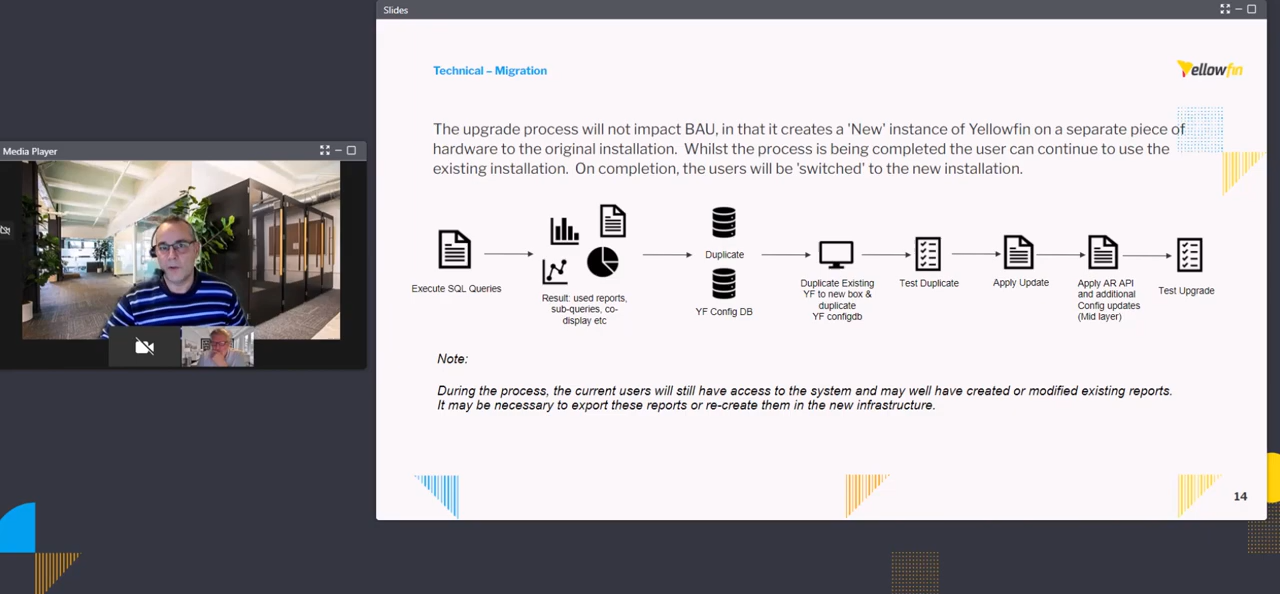 Slides
Technical – Migration
Yellowfin
The upgrade process will not impact BAU, in that it creates a 'New' instance of Yellowfin on a separate piece of
hardware to the original installation. Whilst the process is being completed the user can continue to use the
existing installation. On completion, the users will be 'switched' to the new installation.
Media Player
Execute SQL Queries
Result: used reports,
sub-queries, co-
display etc
Duplicate
YF Config DB
Duplicate Existing
YF to new box &
duplicate
YF configdb
Test Duplicate
Apply Update
Apply AR API
and additional
Config updates
(Mid layer)
Test Upgrade
Note:
During the process, the current users will still have access to the system and may well have created or modified existing reports.
It may be necessary to export these reports or re-create them in the new infrastructure.
14